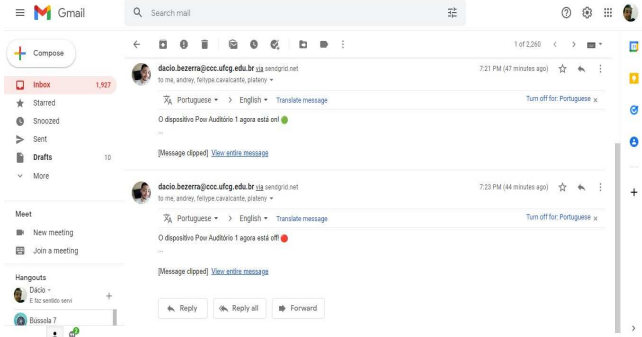 Gmail
Search mail
Compose
Inbox 1,927
Starred
Snoozed
Sent
Drafts 10
More
Meet
New meeting
Join a meeting
Hangouts
Dácio
E faz sentido servi
Bússola 7
1 of 2,260
dacio.bezerra@ccc.ufcg.edu.br via sendgrid.net 7:21 PM (47 minutes ago)
to me, andrey, fellype.cavalcante, plateny
Portuguese > English Translate message Turn off for: Portuguese x
O dispositivo Pow Auditório 1 agora está on!
...
[Message clipped] View entire message
dacio.bezerra@ccc.ufcg.edu.br via sendgrid.net 7:23 PM (44 minutes ago)
to me, andrey, fellype.cavalcante, plateny
Portuguese > English Translate message Turn off for: Portuguese x
O dispositivo Pow Auditório 1 agora está off!
...
[Message clipped] View entire message
Reply Reply all Forward